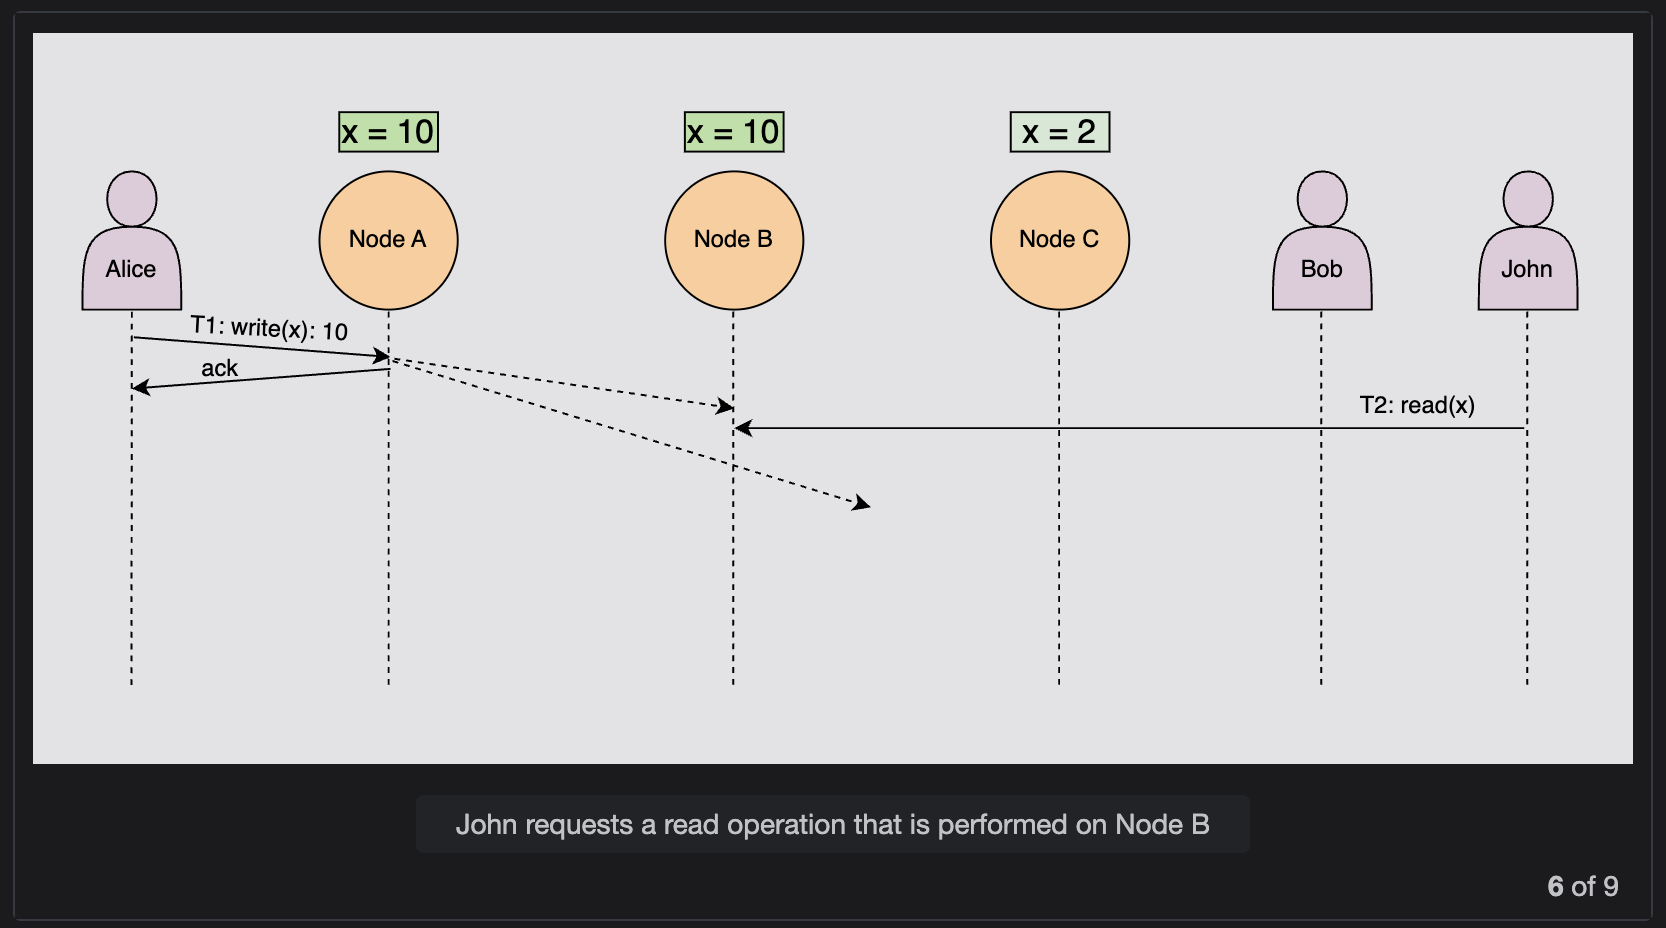 x = 10
x = 10
x = 2
Node A
Node B
Node C
Alice
Bob
John
T1: write(x): 10
ack
T2: read(x)
John requests a read operation that is performed on Node B
6 of 9